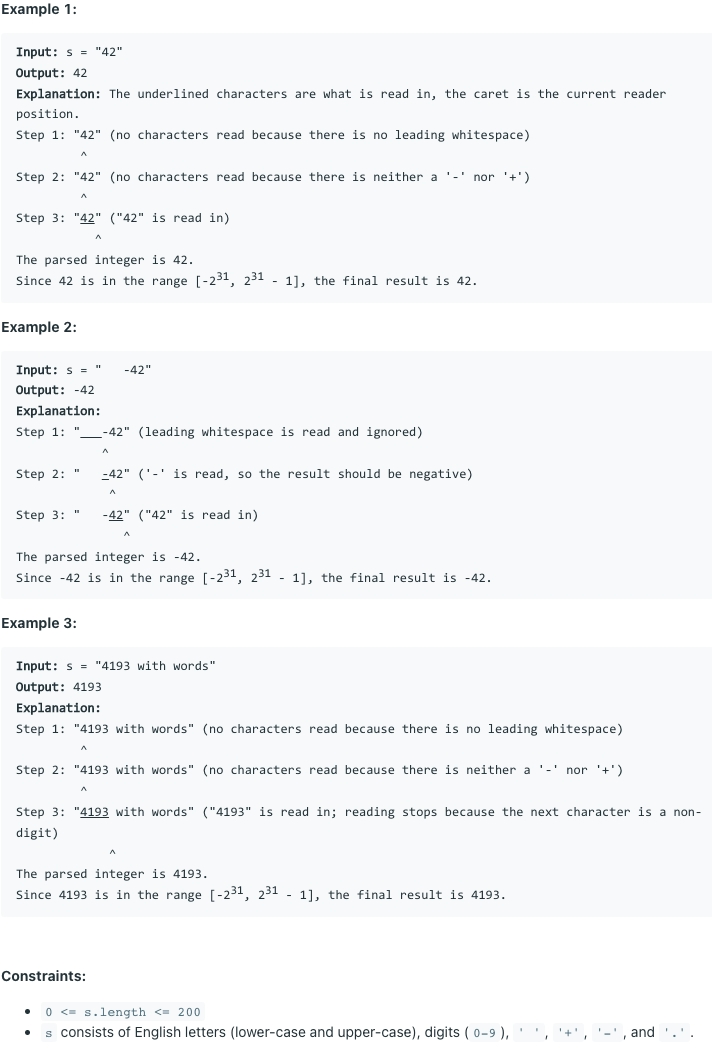 Example 1:
Input: s = "42"
Output: 42
Explanation: The underlined characters are what is read in, the caret is the current reader
position.
Step 1: "42" (no characters read because there is no leading whitespace)
         ^
Step 2: "42" (no characters read because there is neither a '-' nor '+')
         ^
Step 3: "42" ("42" is read in)
           ^
The parsed integer is 42.
Since 42 is in the range [-2^31, 2^31 - 1], the final result is 42.
Example 2:
Input: s = "   -42"
Output: -42
Explanation:
Step 1: "___-42" (leading whitespace is read and ignored)
            ^
Step 2: "   -42" ('-' is read, so the result should be negative)
             ^
Step 3: "   -42" ("42" is read in)
               ^
The parsed integer is -42.
Since -42 is in the range [-2^31, 2^31 - 1], the final result is -42.
Example 3:
Input: s = "4193 with words"
Output: 4193
Explanation:
Step 1: "4193 with words" (no characters read because there is no leading whitespace)
         ^
Step 2: "4193 with words" (no characters read because there is neither a '-' nor '+')
         ^
Step 3: "4193 with words" ("4193" is read in; reading stops because the next character is a non-
digit)
             ^
The parsed integer is 4193.
Since 4193 is in the range [-2^31, 2^31 - 1], the final result is 4193.
Constraints:
• 0 <= s.length <= 200
• s consists of English letters (lower-case and upper-case), digits (0-9), ' ', '+', '-', and '.'.